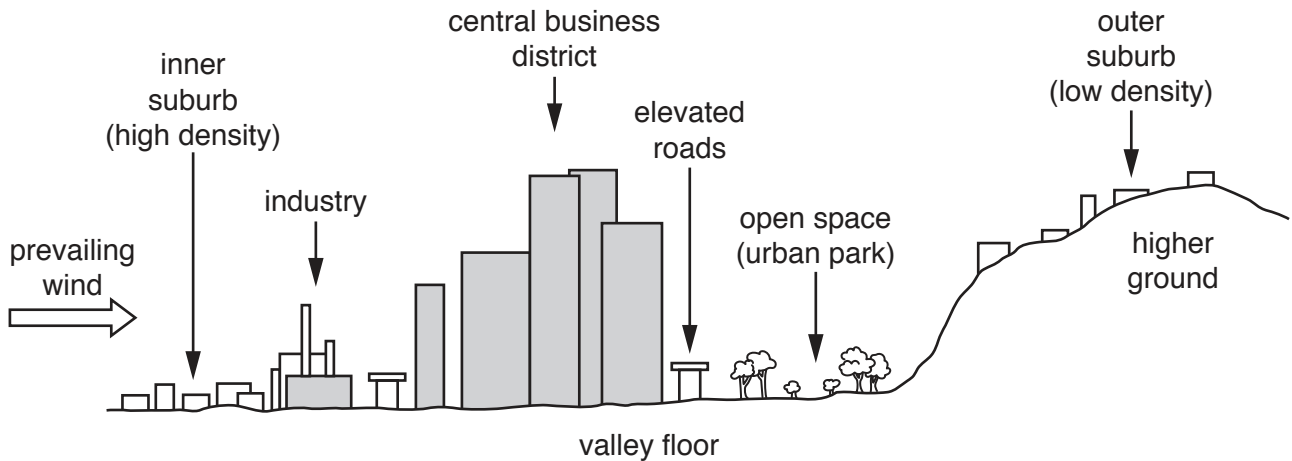 central business
district
outer
suburb
(low density)
inner
suburb
(high density)
elevated
roads
industry
open space
(urban park)
prevailing
wind
higher
ground
valley floor